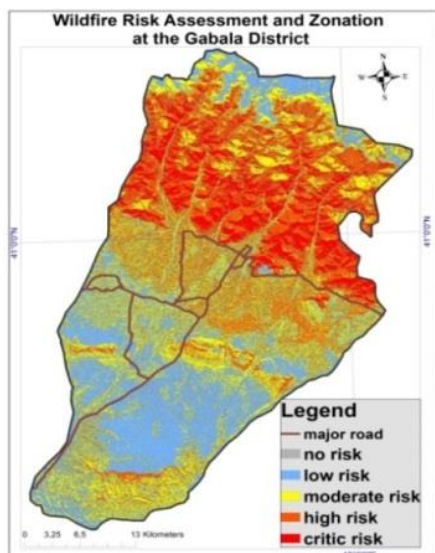 Wildfire Risk Assessment and Zonation
at the Gabala District
N
W E
S
Legend
major road
no risk
low risk
moderate risk
high risk
critic risk
0 3,25 6,5 13 Kilometers